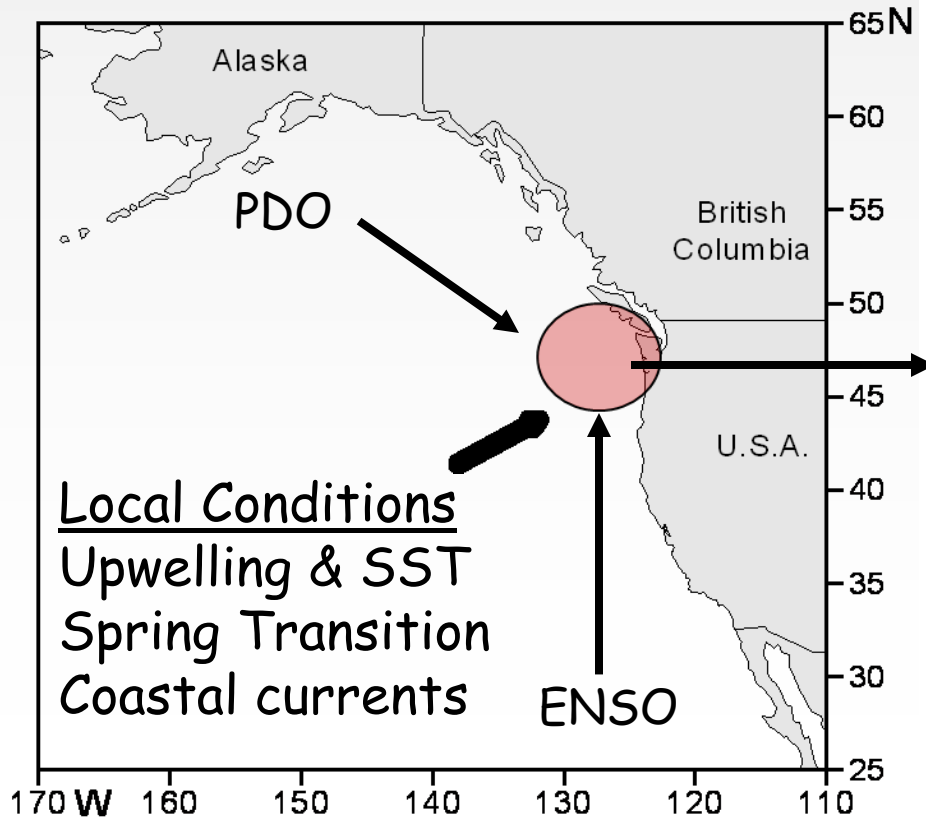 65 N
Alaska
60
PDO
55
British
Columbia
50
45
U.S.A.
40
Local Conditions
Upwelling & SST
35
Spring Transition
30
Coastal currents
ENSO
25
170 W 160 150 140 130 120 110